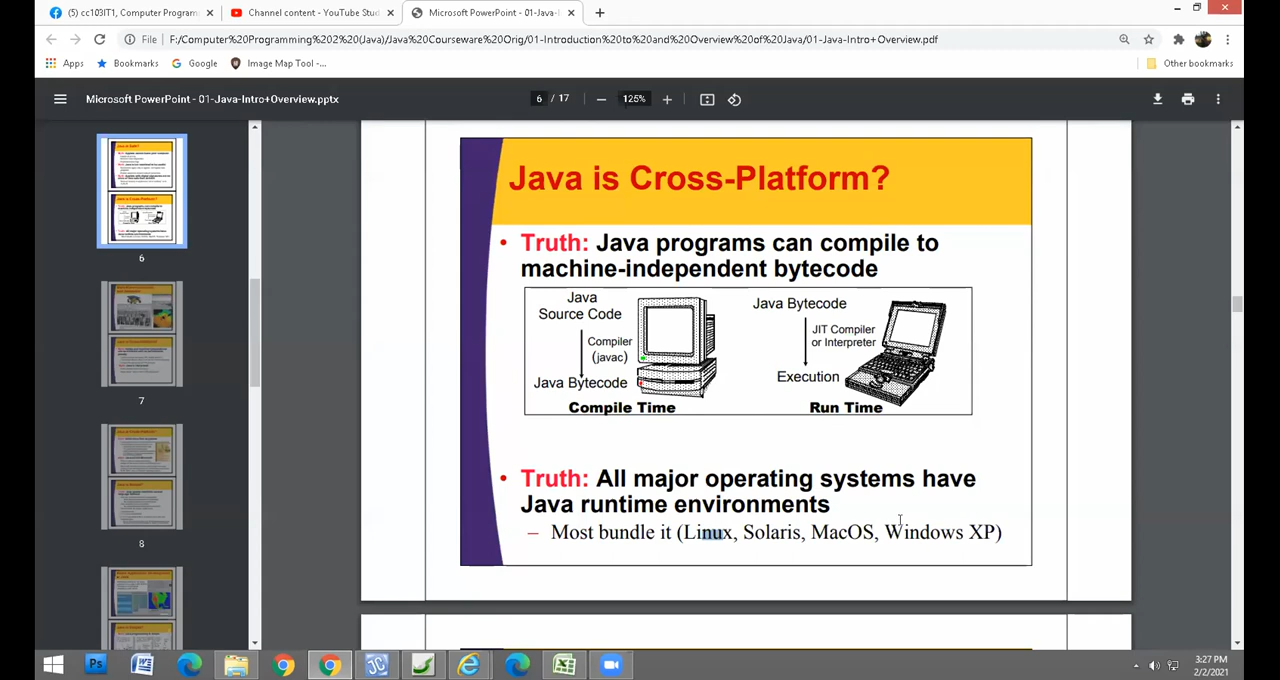 cc103IT1, Computer Program
Channel content - YouTube Stud
Microsoft PowerPoint - 01-Java-I
File
F:/Computer%20Programming%202%20(Java)/Java%20Courseware%20Orig/01-Introduction%20to%20and%20Overview%20of%20Java/01-Java-Intro+Overview.pdf
Apps
Bookmarks
Google
Image Map Tool -...
Other bookmarks
Microsoft PowerPoint - 01-Java-Intro+Overview.pptx
6 / 17
125%
6
7
8
Java is Cross-Platform?
• Truth: Java programs can compile to
machine-independent bytecode
Java
Source Code
Compiler
(javac)
Java Bytecode
Compile Time
Java Bytecode
JIT Compiler
or Interpreter
Execution
Run Time
• Truth: All major operating systems have
Java runtime environments
– Most bundle it (Linux, Solaris, MacOS, Windows XP)
3:27 PM
2/2/2021